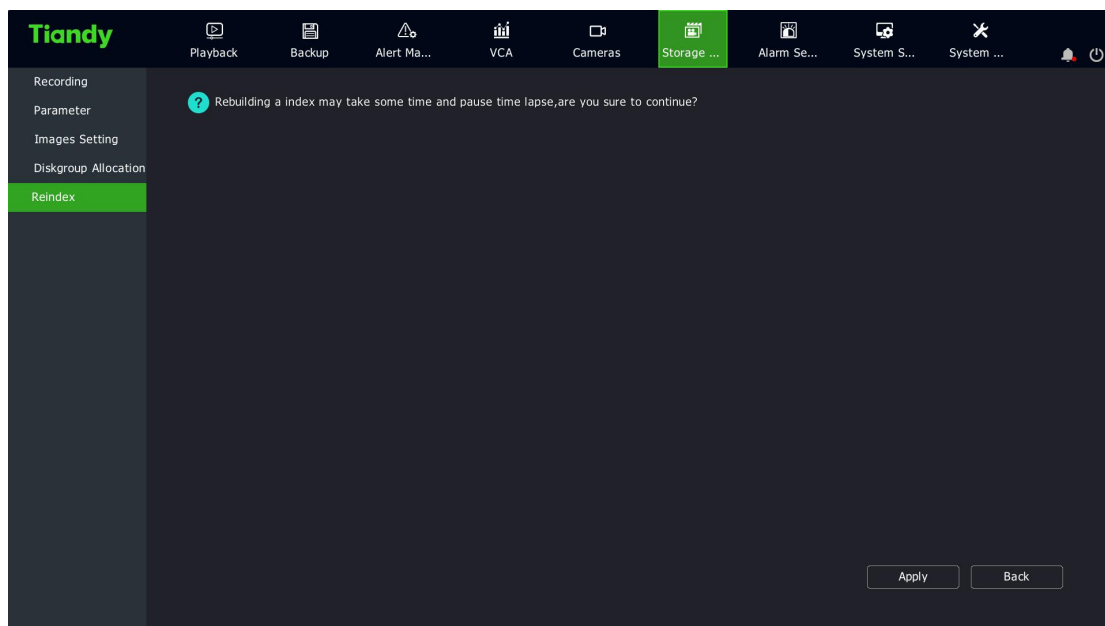 Tiandy
Playback
Backup
Alert Ma...
VCA
Cameras
Storage ...
Alarm Se...
System S...
System ...
Recording
Parameter
Images Setting
Diskgroup Allocation
Reindex
Rebuilding a index may take some time and pause time lapse,are you sure to continue?
Apply
Back